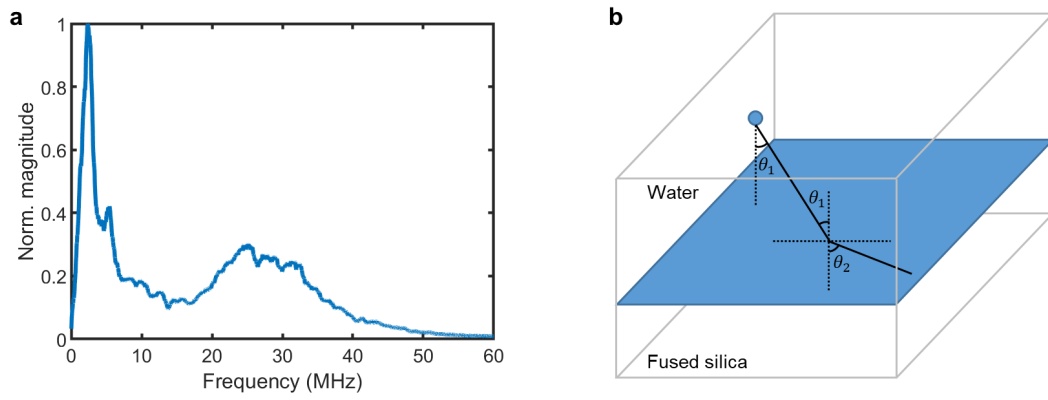 a
Norm. magnitude
1
0.8
0.6
0.4
0.2
0
0 10 20 30 40 50 60
Frequency (MHz)
b
θ₁
Water
θ₁
θ₂
Fused silica